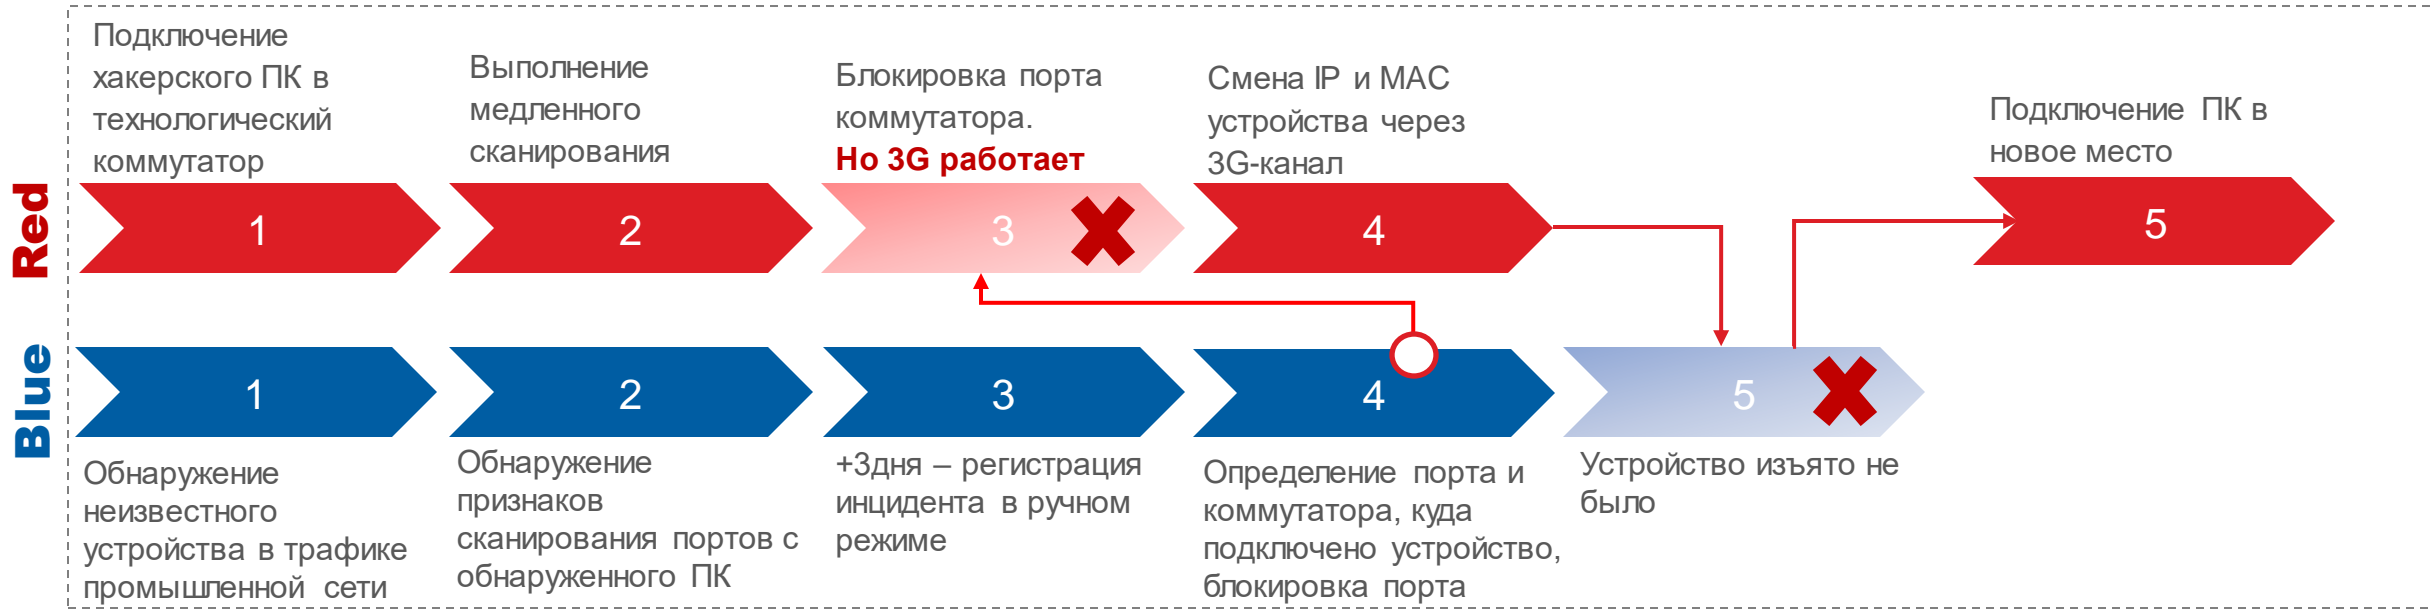 Подключение
хакерского ПК в
технологический
коммутатор
Выполнение
медленного
сканирования
Блокировка порта
коммутатора.
Но 3G работает
Смена IP и MAC
устройства через
3G-канал
Подключение ПК в
новое место
Red
1
2
3
4
5
Blue
1
2
3
4
5
Обнаружение
неизвестного
устройства в трафике
промышленной сети
Обнаружение
признаков
сканирования портов с
обнаруженного ПК
+3дня – регистрация
инцидента в ручном
режиме
Определение порта и
коммутатора, куда
подключено устройство,
блокировка порта
Устройство изъято не
было